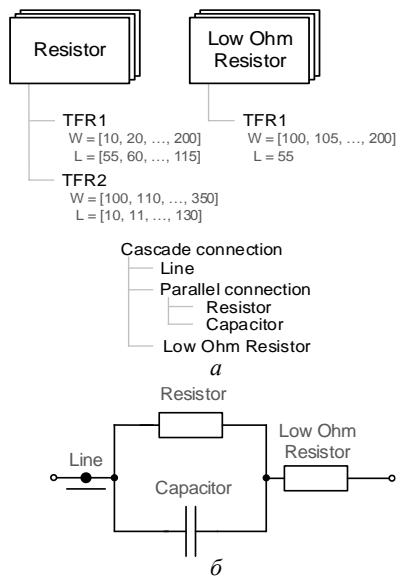 Resistor
Low Ohm
Resistor
TFR1
W = [10, 20, ..., 200]
L = [55, 60, ..., 115]
TFR2
W = [100, 110, ..., 350]
L = [10, 11, ..., 130]
TFR1
W = [100, 105, ..., 200]
L = 55
Cascade connection
Line
Parallel connection
Resistor
Capacitor
Low Ohm Resistor
а
Resistor
Low Ohm
Resistor
Line
Capacitor
б